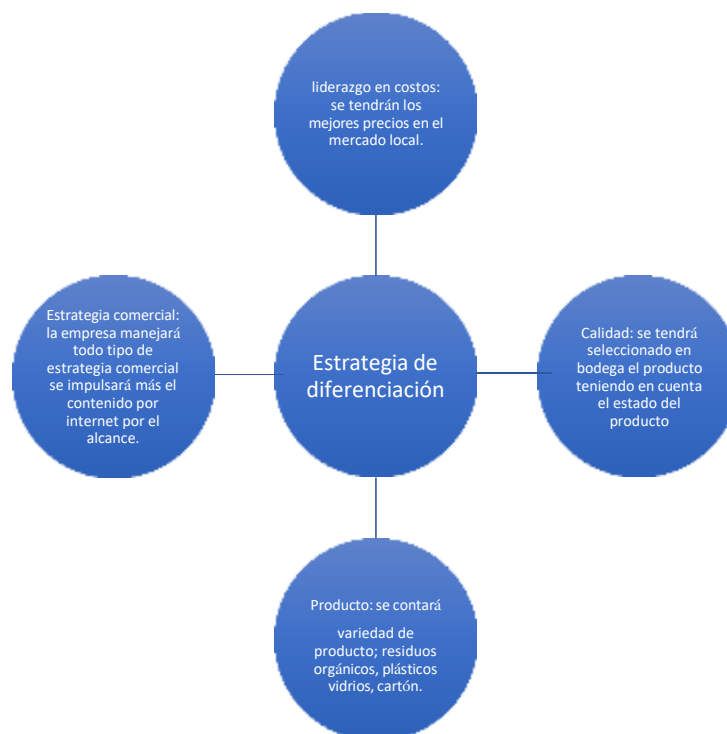 liderazgo en costos:
se tendrán los
mejores precios en el
mercado local.
Estrategia comercial:
la empresa manejará
todo tipo de
estrategia comercial
se impulsará más el
contenido por
internet por el
alcance.
Estrategia de
diferenciación
Calidad: se tendrá
seleccionado en
bodega el producto
teniendo en cuenta
el estado del
producto
Producto: se contará
variedad de
producto; residuos
orgánicos, plásticos
vidrios, cartón.